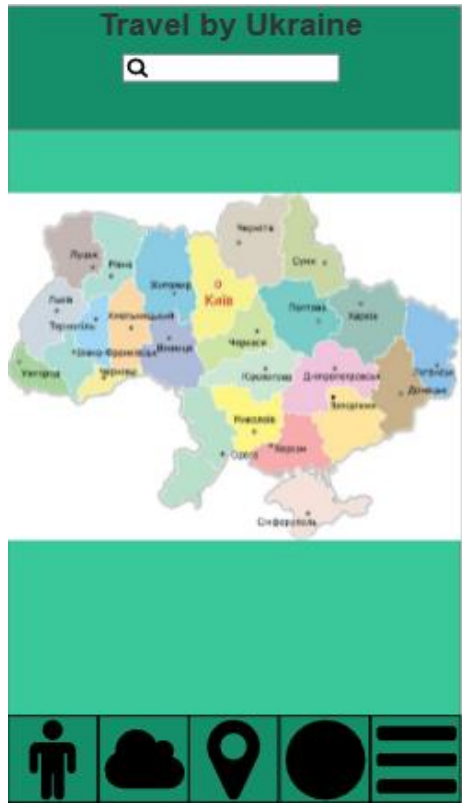 Travel by Ukraine
Чернігів
Луцьк
Рівне
Суми
Житомир
Київ
Львів
Полтава
Харків
Тернопіль
Хмельницький
Черкаси
Вінниця
Луганськ
Івано-Франківськ
Ужгород
Чернівці
Дніпропетровськ
Донецьк
Запоріжжя
Миколаїв
Херсон
Одеса
Сімферополь